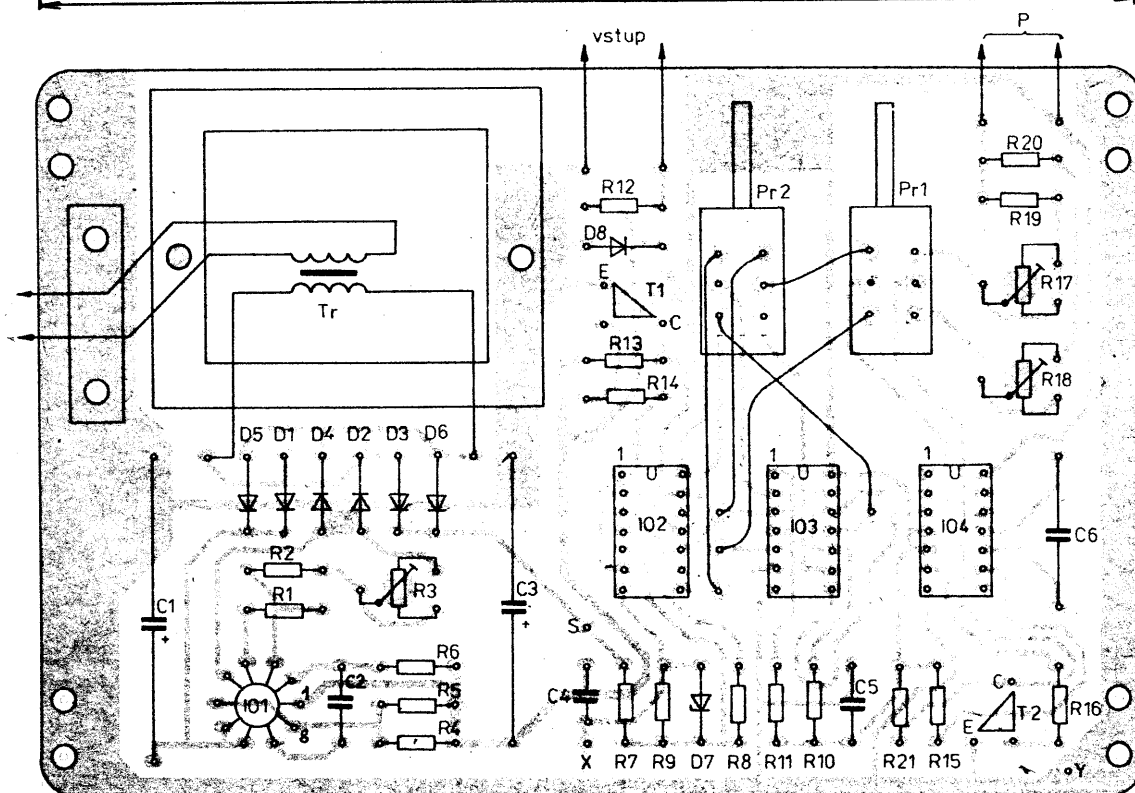 vstup
P
R12
Pr2
Pr1
R20
R19
D8
E
T1
C
Tr
R17
R13
R14
R18
D5 D1 D4 D2 D3 D6
1
1
1
IO2
IO3
IO4
C6
R2
R1
R3
C1
+
C3
+
S
R6
C2
R5
R4
IO1
1
8
C4
C5
C
E
T2
R16
X R7 R9 D7 R8 R11 R10 R21 R15
Y